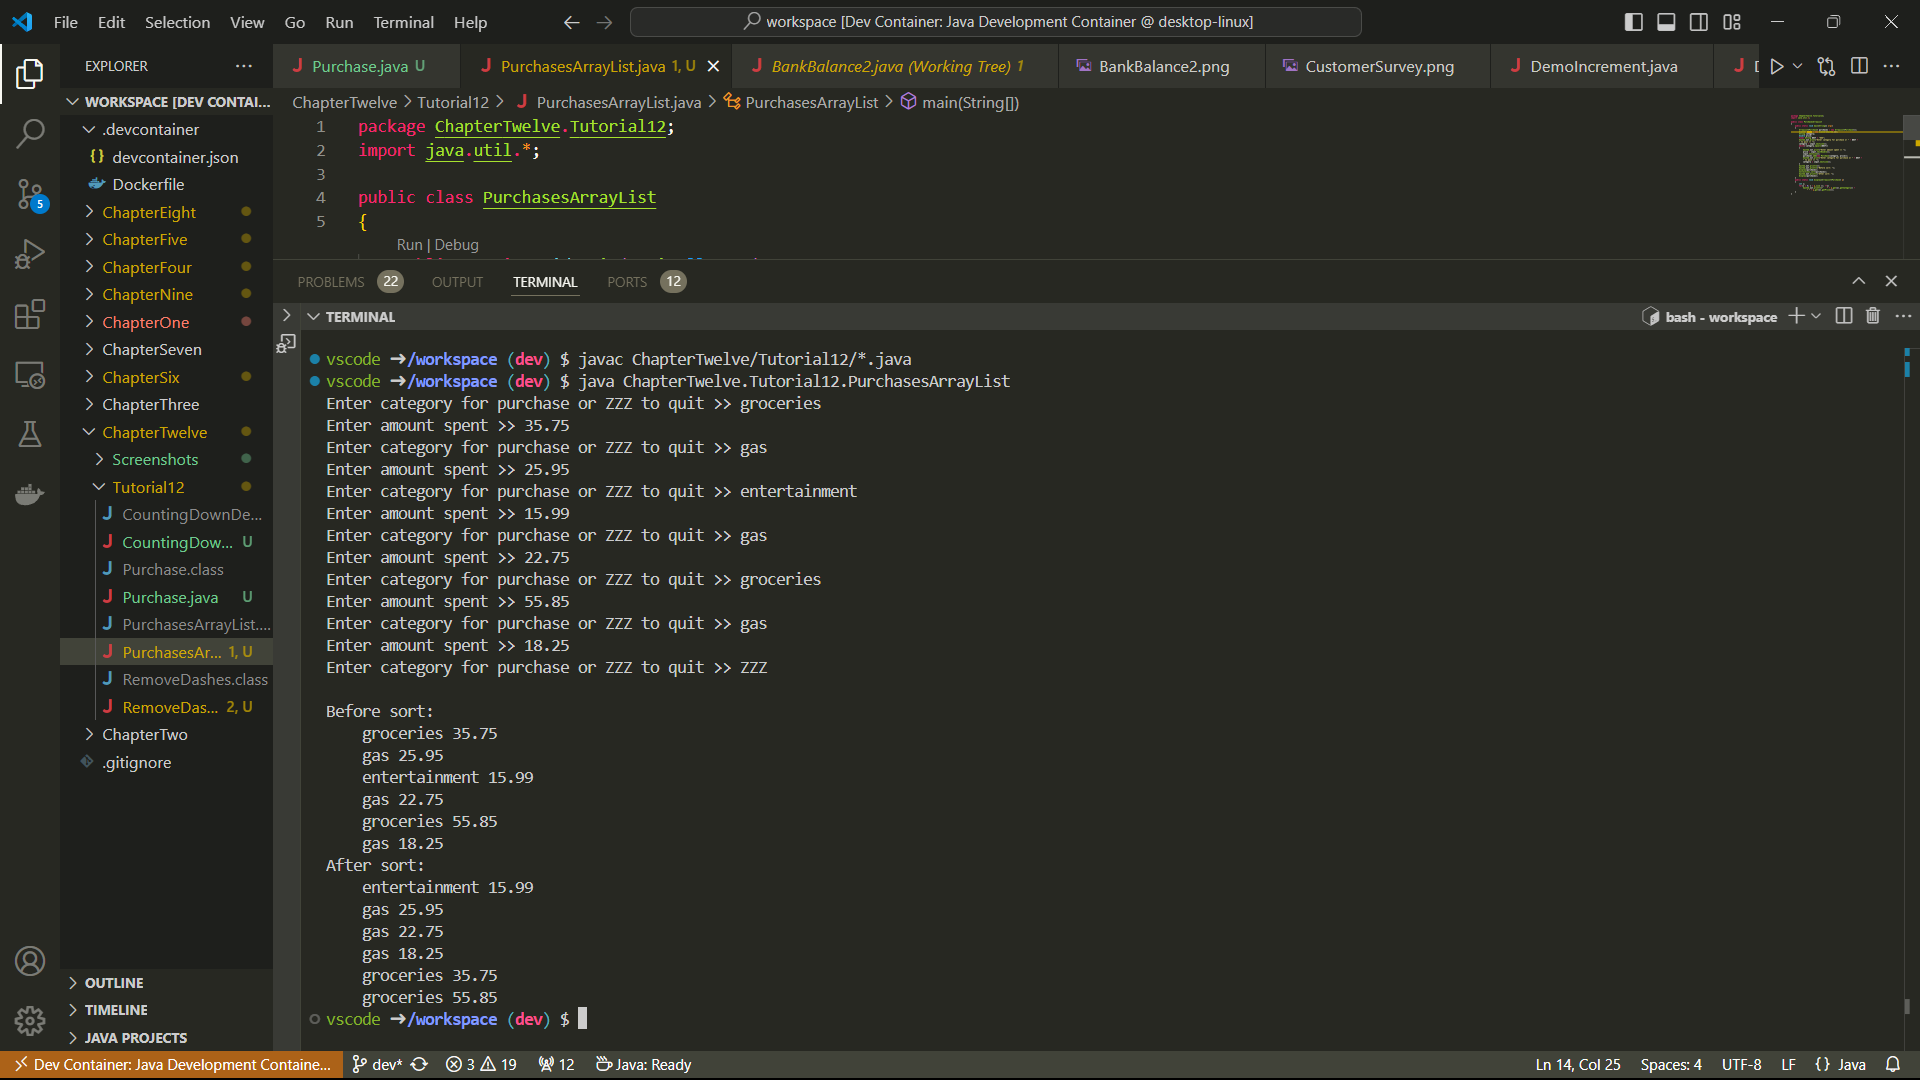 File Edit Selection View Go Run Terminal Help
workspace [Dev Container: Java Development Container @ desktop-linux]
EXPLORER
WORKSPACE [DEV CONTAI...
.devcontainer
devcontainer.json
Dockerfile
ChapterEight
ChapterFive
ChapterFour
ChapterNine
ChapterOne
ChapterSeven
ChapterSix
ChapterThree
ChapterTwelve
Screenshots
Tutorial12
CountingDownDe...
CountingDow... U
Purchase.class
Purchase.java U
PurchasesArrayList....
PurchasesAr... 1, U
RemoveDashes.class
RemoveDas... 2, U
ChapterTwo
.gitignore
OUTLINE
TIMELINE
JAVA PROJECTS
5
Purchase.java U
PurchasesArrayList.java 1, U
BankBalance2.java (Working Tree) 1
BankBalance2.png
CustomerSurvey.png
DemoIncrement.java
ChapterTwelve > Tutorial12 > PurchasesArrayList.java > PurchasesArrayList > main(String[])
1 package ChapterTwelve.Tutorial12;
2 import java.util.*;
3
4 public class PurchasesArrayList
5 {
Run | Debug
PROBLEMS 22 OUTPUT TERMINAL PORTS 12
TERMINAL
bash - workspace
vscode ➜/workspace (dev) $ javac ChapterTwelve/Tutorial12/*.java
vscode ➜/workspace (dev) $ java ChapterTwelve.Tutorial12.PurchasesArrayList
Enter category for purchase or ZZZ to quit >> groceries
Enter amount spent >> 35.75
Enter category for purchase or ZZZ to quit >> gas
Enter amount spent >> 25.95
Enter category for purchase or ZZZ to quit >> entertainment
Enter amount spent >> 15.99
Enter category for purchase or ZZZ to quit >> gas
Enter amount spent >> 22.75
Enter category for purchase or ZZZ to quit >> groceries
Enter amount spent >> 55.85
Enter category for purchase or ZZZ to quit >> gas
Enter amount spent >> 18.25
Enter category for purchase or ZZZ to quit >> ZZZ
Before sort:
groceries 35.75
gas 25.95
entertainment 15.99
gas 22.75
groceries 55.85
gas 18.25
After sort:
entertainment 15.99
gas 25.95
gas 22.75
gas 18.25
groceries 35.75
groceries 55.85
vscode ➜/workspace (dev) $
Dev Container: Java Development Containe... dev* 3 19 12 Java: Ready
Ln 14, Col 25 Spaces: 4 UTF-8 LF {} Java